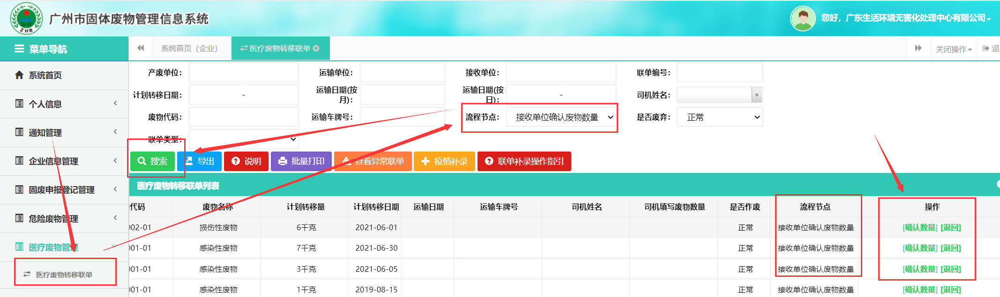 ZHB
广州市固体废物管理信息系统
您好，广东生活环境无害化处理中心有限公司
菜单导航
系统首页（企业）
医疗废物转移联单
关闭操作
退
系统首页
个人信息
通知管理
企业信息管理
固废申报登记管理
危险废物管理
医疗废物管理
医疗废物转移联单
产废单位：
运输单位：
接收单位：
联单编号：
计划转移日期： -
运输日期(按月)：
运输日期(按日)： -
司机姓名：
废物代码：
运输车牌号：
流程节点： 接收单位确认废物数量
是否废弃： 正常
联单类型：
搜索 导出 说明 批量打印 查看异常联单 疫情补录 联单补录操作指引
医疗废物转移联单列表
代码 废物名称 计划转移量 计划转移日期 运输日期 运输车牌号 司机姓名 司机填写废物数量 是否作废 流程节点 操作
02-01 损伤性废物 6千克 2021-06-01 正常 接收单位确认废物数量 [确认数量] [退回]
01-01 感染性废物 7千克 2021-06-30 正常 接收单位确认废物数量 [确认数量] [退回]
01-01 感染性废物 3千克 2021-06-05 正常 接收单位确认废物数量 [确认数量] [退回]
01-01 感染性废物 1千克 2019-08-15 正常 接收单位确认废物数量 [确认数量] [退回]